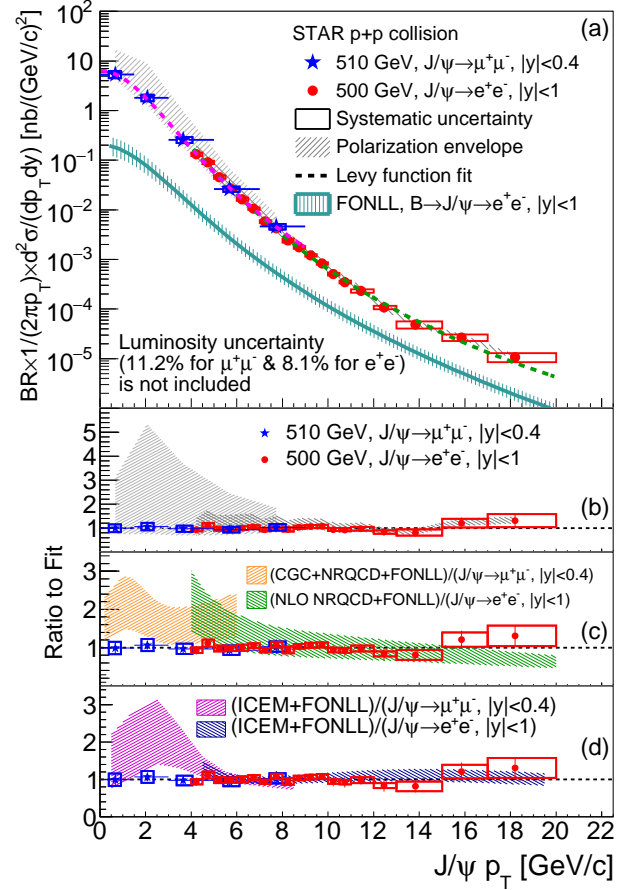 STAR p+p collision
(a)
510 GeV, J/ψ→μ⁺μ⁻, |y|<0.4
500 GeV, J/ψ→e⁺e⁻, |y|<1
Systematic uncertainty
Polarization envelope
Levy function fit
FONLL, B→J/ψ→e⁺e⁻, |y|<1
BR×1/(2πp_T)×d²σ/(dp_Tdy) [nb/(GeV/c)²]
10²
10
1
10⁻¹
10⁻²
10⁻³
10⁻⁴
10⁻⁵
Luminosity uncertainty
(11.2% for μ⁺μ⁻ & 8.1% for e⁺e⁻)
is not included
510 GeV, J/ψ→μ⁺μ⁻, |y|<0.4
500 GeV, J/ψ→e⁺e⁻, |y|<1
(b)
5
4
3
2
1
Ratio to Fit
(CGC+NRQCD+FONLL)/(J/ψ→μ⁺μ⁻, |y|<0.4)
(NLO NRQCD+FONLL)/(J/ψ→e⁺e⁻, |y|<1)
(c)
3
2
1
(ICEM+FONLL)/(J/ψ→μ⁺μ⁻, |y|<0.4)
(ICEM+FONLL)/(J/ψ→e⁺e⁻, |y|<1)
(d)
3
2
1
0
0 2 4 6 8 10 12 14 16 18 20 22
J/ψ p_T [GeV/c]